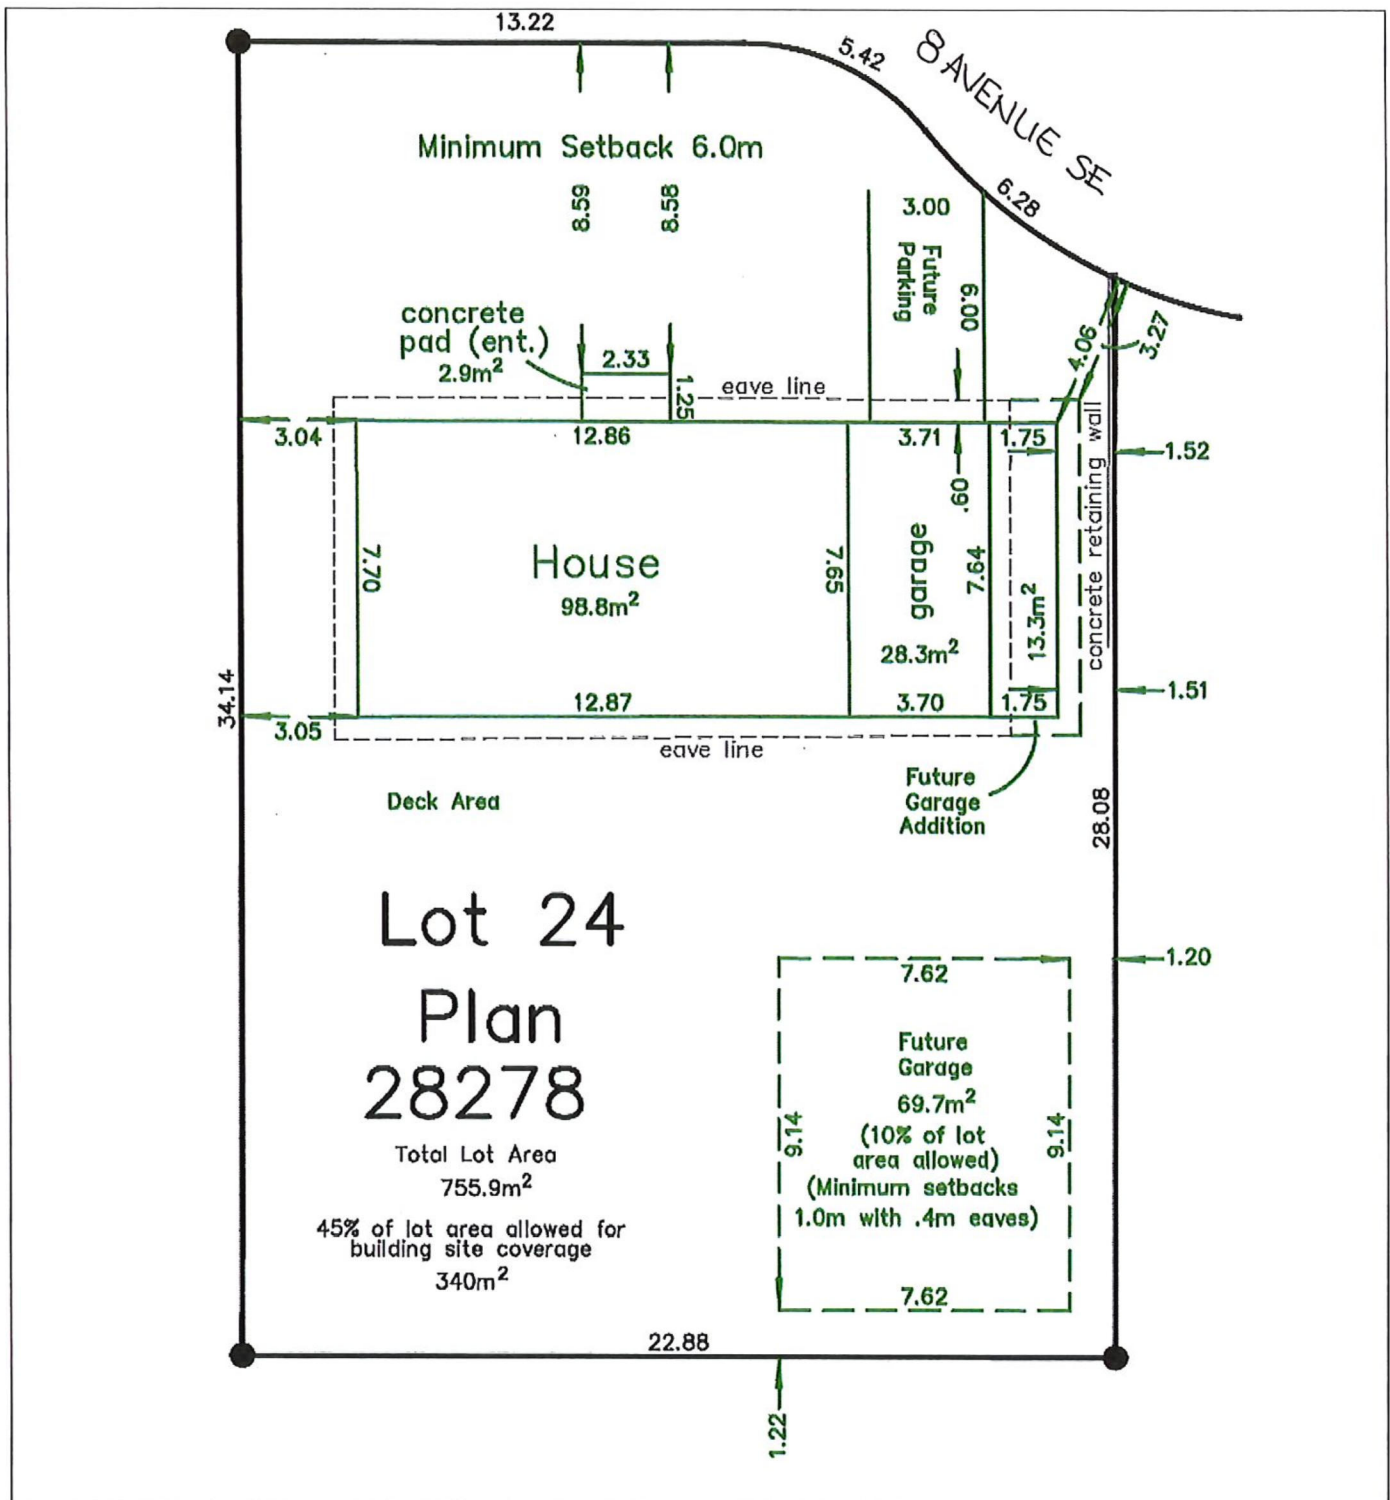 13.22
5.42
8 AVENUE SE
6.28
Minimum Setback 6.0m
8.59
8.58
3.00
Future
Parking
6.00
concrete
pad (ent.)
2.9m²
2.33
1.25
eave line
4.06
3.27
3.04
12.86
3.71
1.75
1.52
.60
concrete retaining wall
7.70
House
98.8m²
7.65
garage
28.3m²
7.64
13.3m²
34.14
3.05
12.87
3.70
1.75
1.51
eave line
Deck Area
Future
Garage
Addition
28.08
Lot 24
Plan
28278
Total Lot Area
755.9m²
45% of lot area allowed for
building site coverage
340m²
1.20
7.62
Future
Garage
69.7m²
(10% of lot
area allowed)
(Minimum setbacks
1.0m with .4m eaves)
9.14
9.14
7.62
22.88
1.22